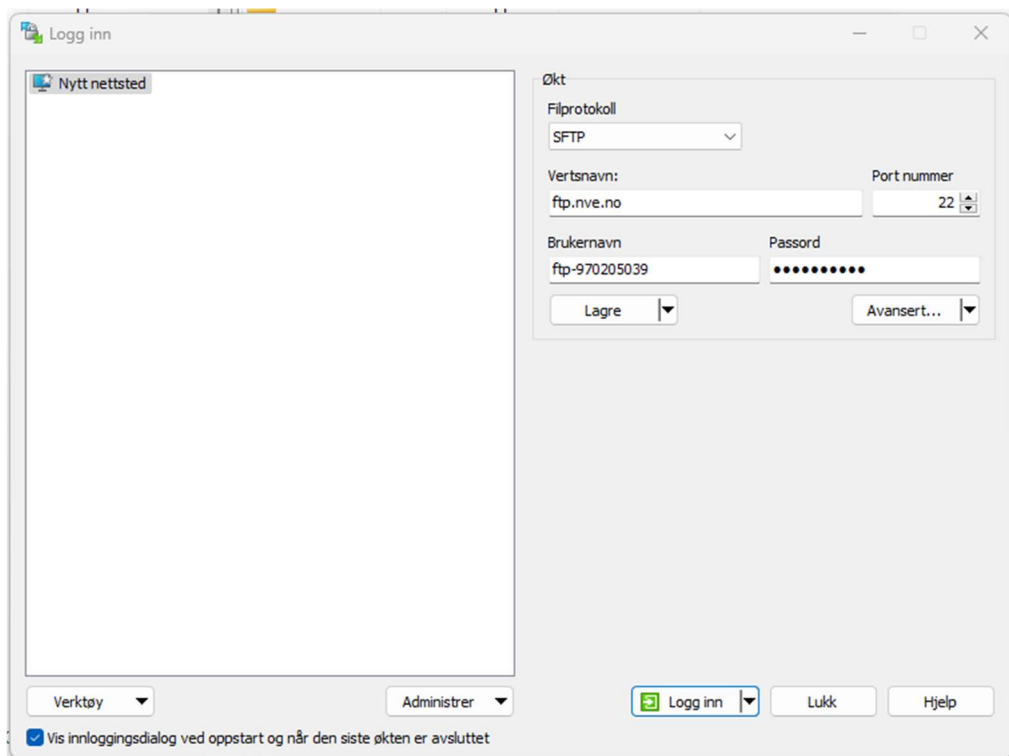 Logg inn
Nytt nettsted
Økt
Filprotokoll
SFTP
Vertsnavn:
Port nummer
ftp.nve.no
22
Brukernavn
Passord
ftp-970205039
●●●●●●●●●●
Lagre
Avansert...
Verktøy
Administrer
Logg inn
Lukk
Hjelp
Vis innloggingsdialog ved oppstart og når den siste økten er avsluttet